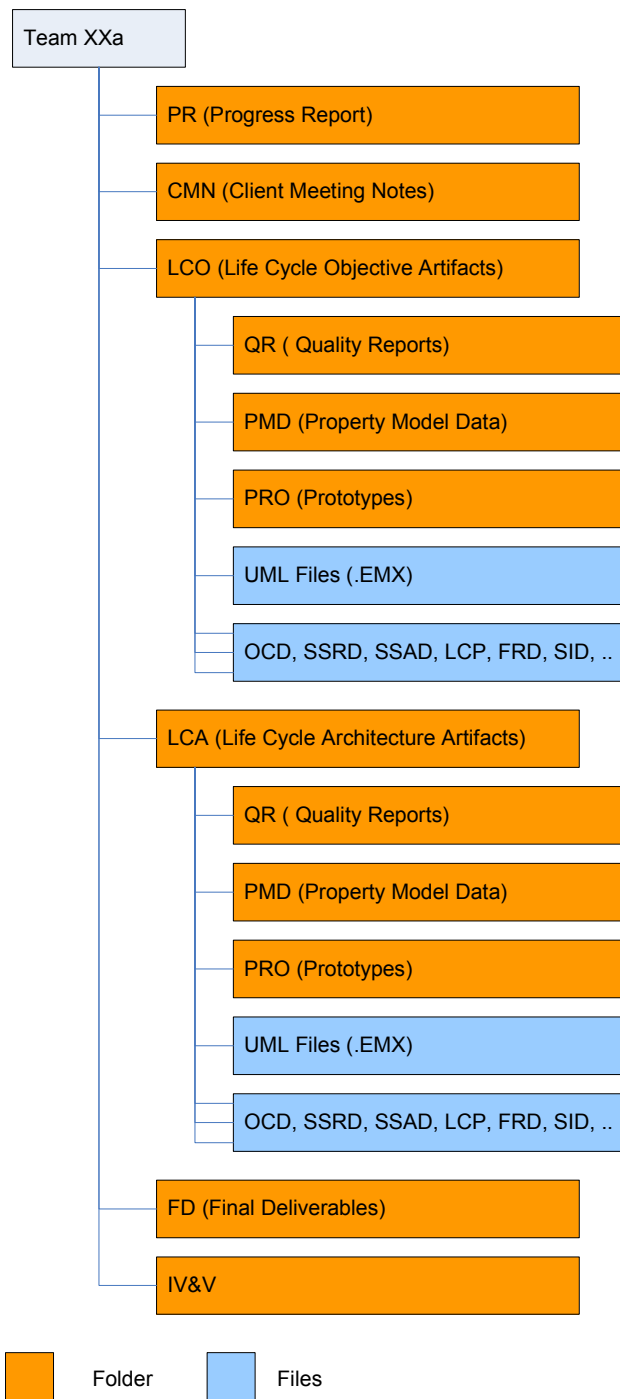 Team XXa
PR (Progress Report)
CMN (Client Meeting Notes)
LCO (Life Cycle Objective Artifacts)
QR ( Quality Reports)
PMD (Property Model Data)
PRO (Prototypes)
UML Files (.EMX)
OCD, SSRD, SSAD, LCP, FRD, SID, ..
LCA (Life Cycle Architecture Artifacts)
QR ( Quality Reports)
PMD (Property Model Data)
PRO (Prototypes)
UML Files (.EMX)
OCD, SSRD, SSAD, LCP, FRD, SID, ..
FD (Final Deliverables)
IV&V
Folder Files